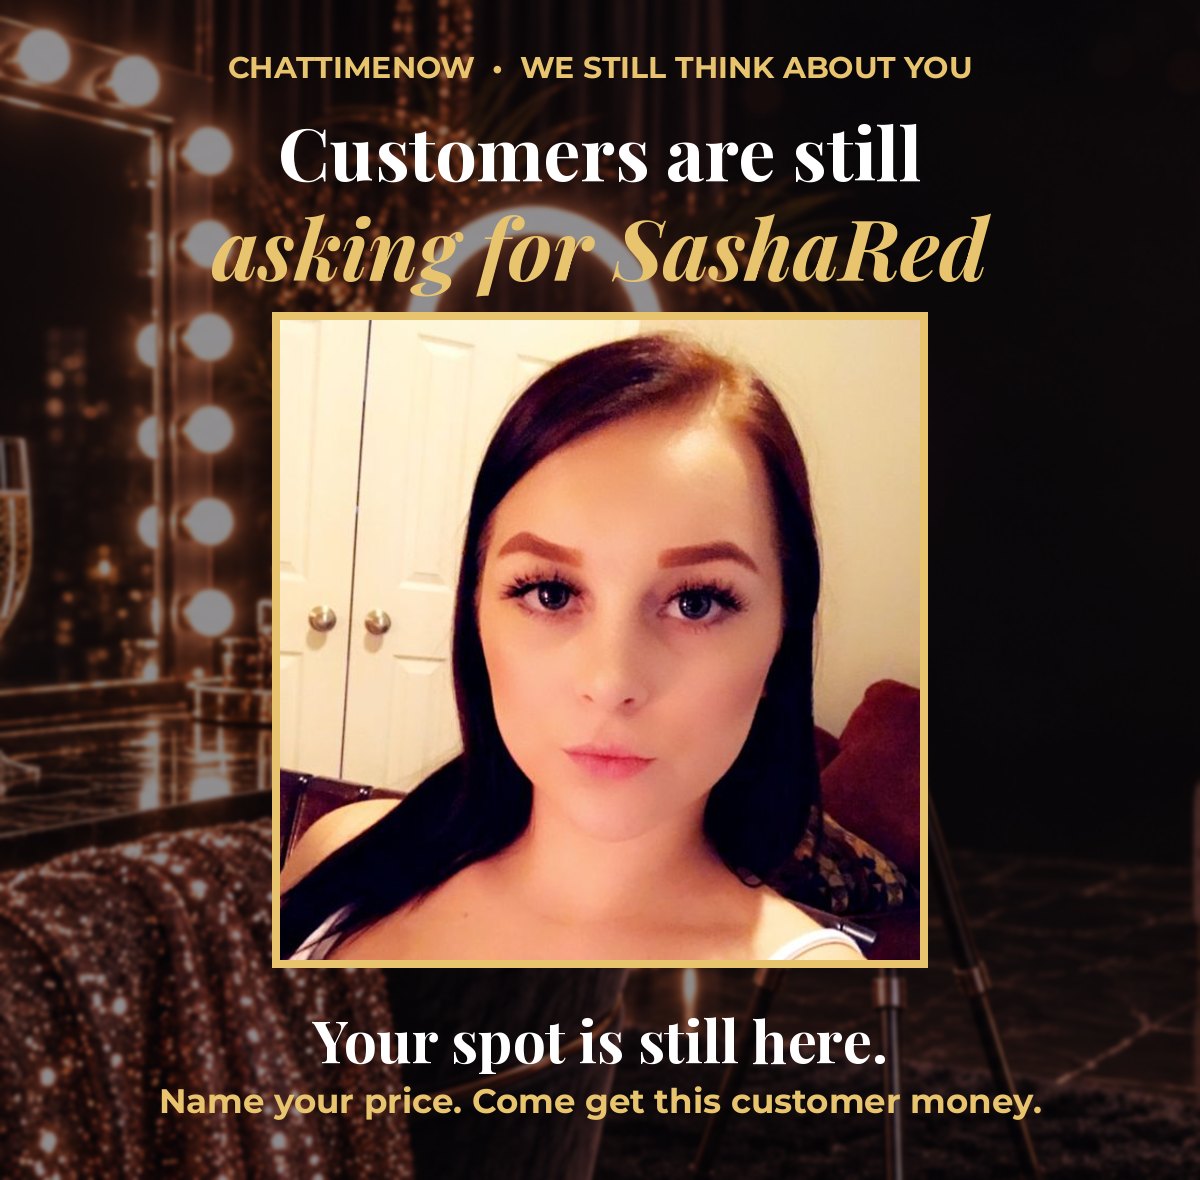 CHATTIMENOW • WE STILL THINK ABOUT YOU
Customers are still
asking for SashaRed
Your spot is still here.
Name your price. Come get this customer money.